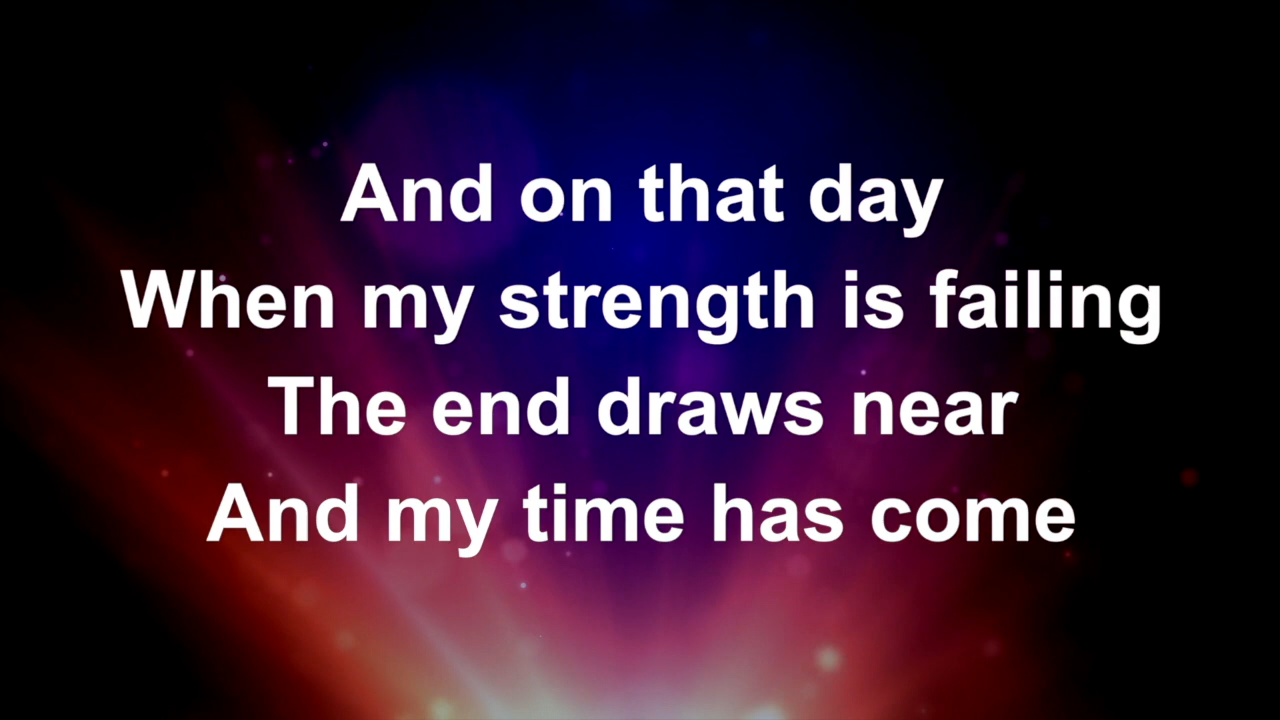 And on that day
When my strength is failing
The end draws near
And my time has come